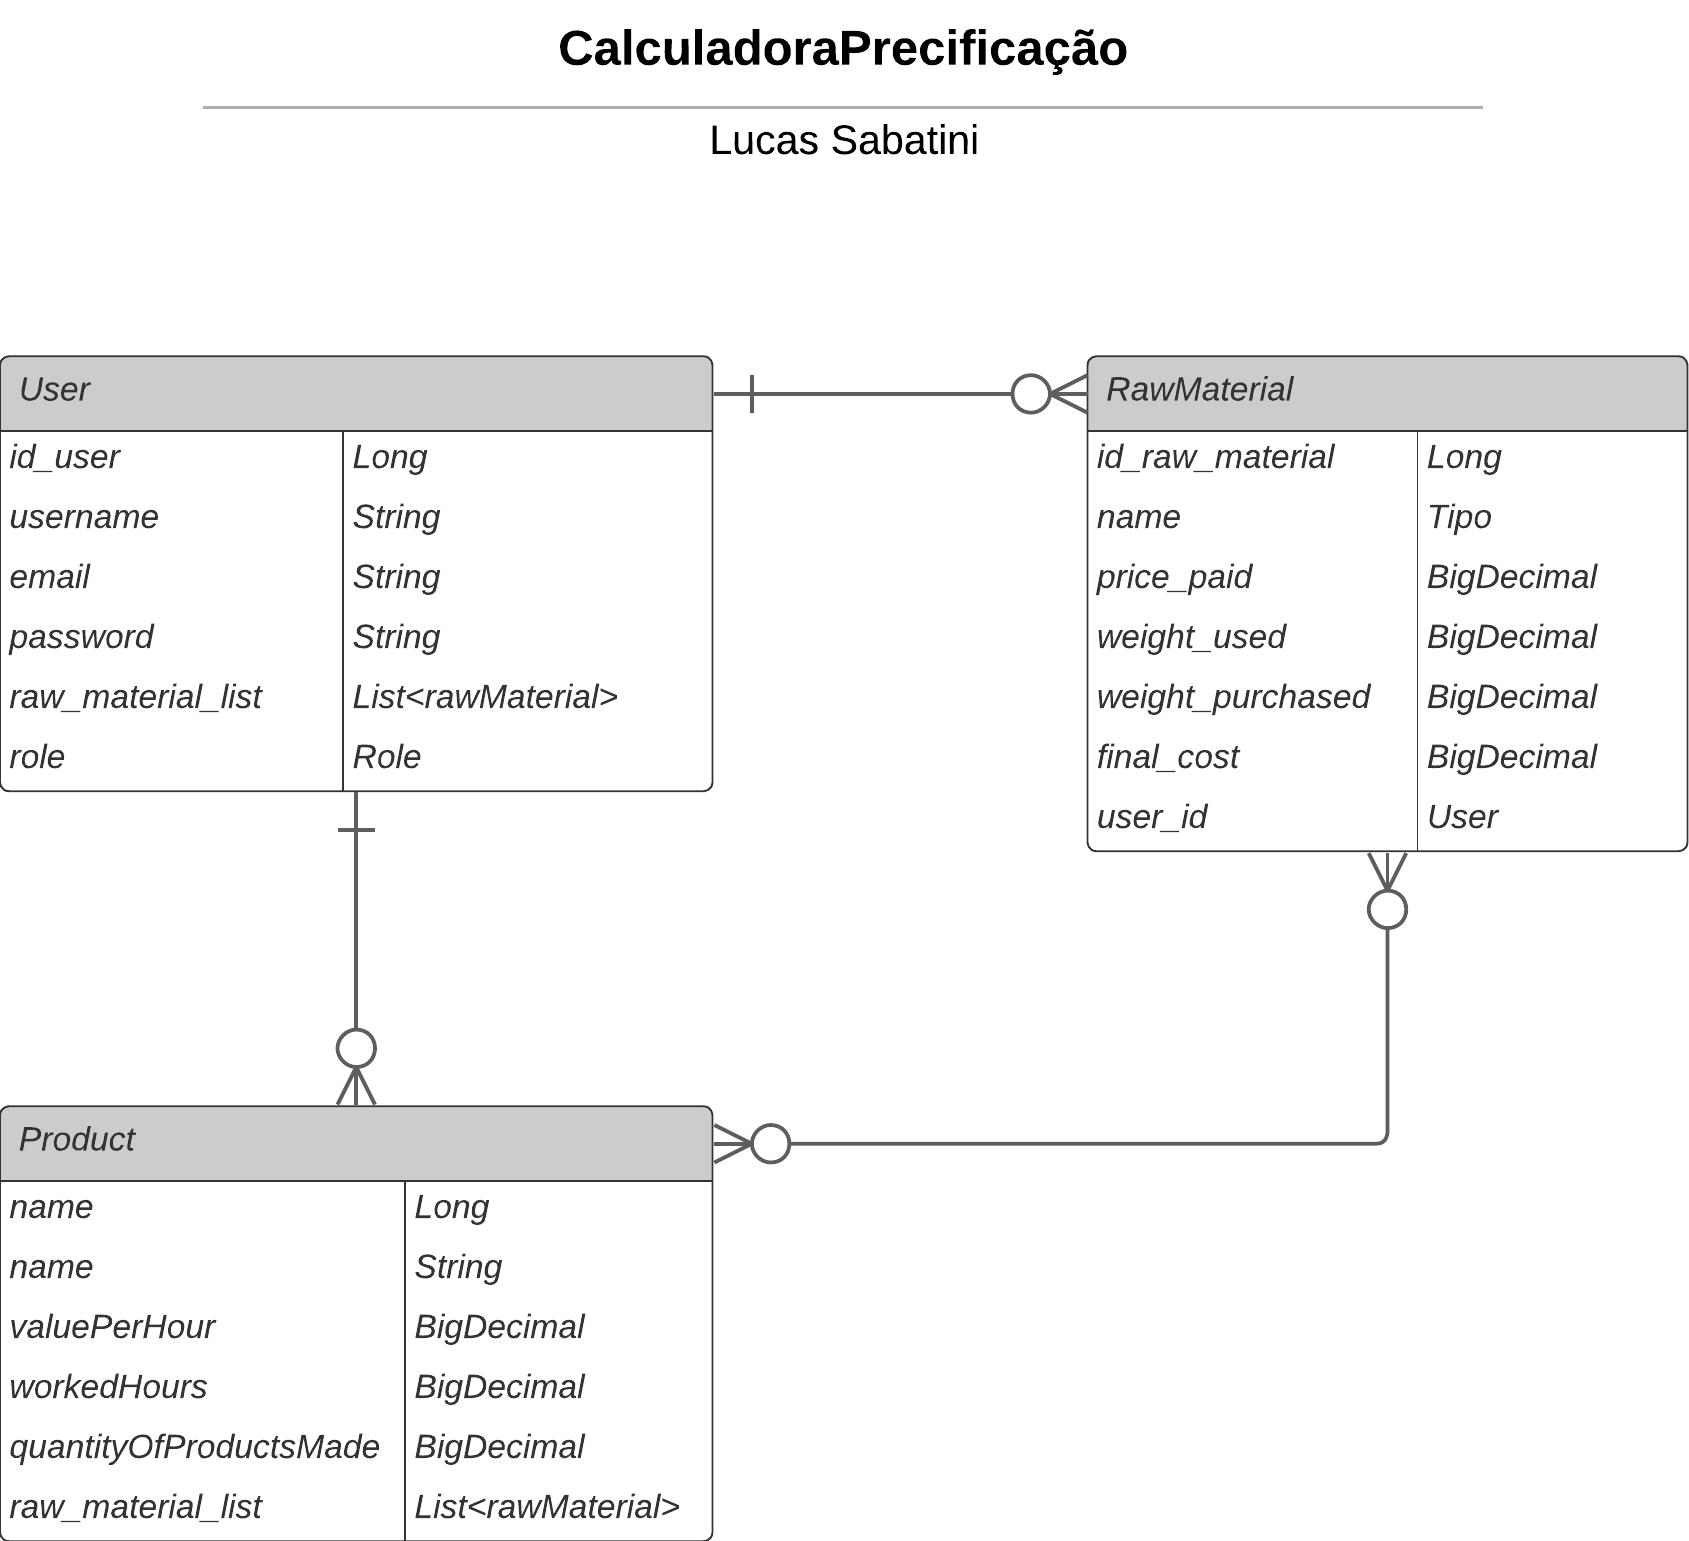 CalculadoraPrecificação
Lucas Sabatini
User
id_user Long
username String
email String
password String
raw_material_list List<rawMaterial>
role Role
RawMaterial
id_raw_material Long
name Tipo
price_paid BigDecimal
weight_used BigDecimal
weight_purchased BigDecimal
final_cost BigDecimal
user_id User
Product
name Long
name String
valuePerHour BigDecimal
workedHours BigDecimal
quantityOfProductsMade BigDecimal
raw_material_list List<rawMaterial>